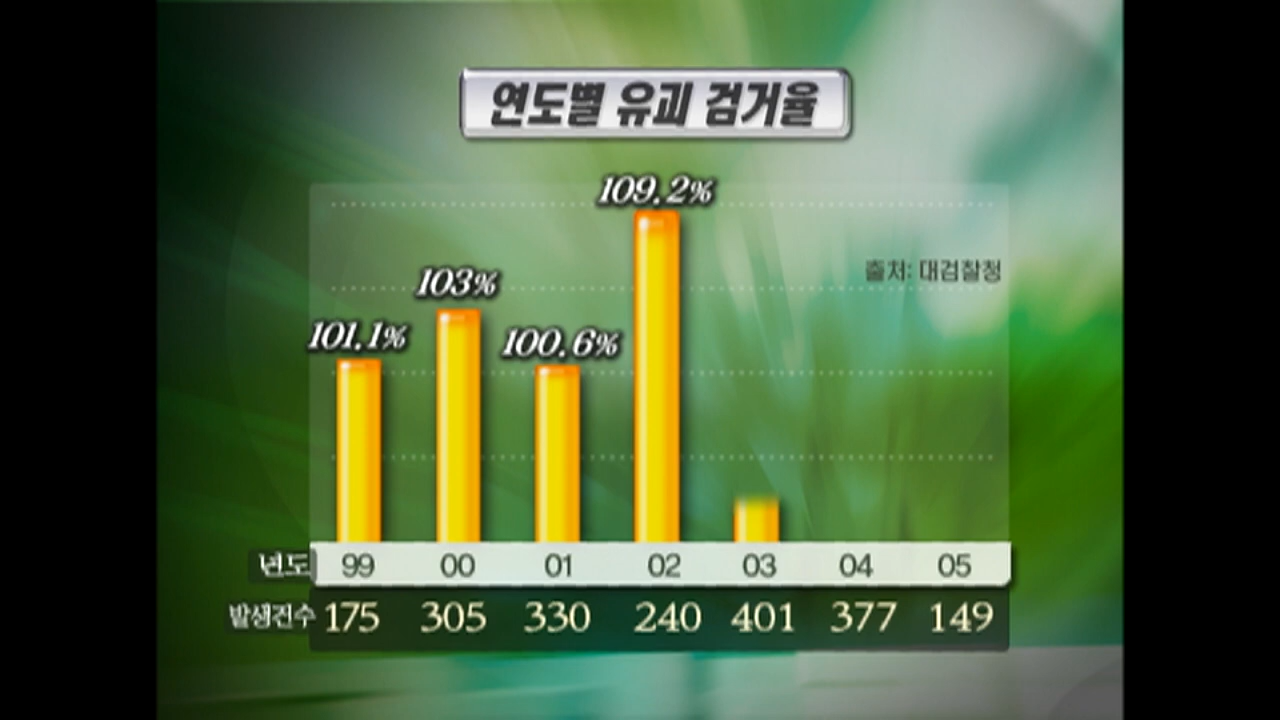 연도별 유괴 검거율
109.2%
출처: 대검찰청
103%
101.1%
100.6%
년도 99 00 01 02 03 04 05
발생건수 175 305 330 240 401 377 149